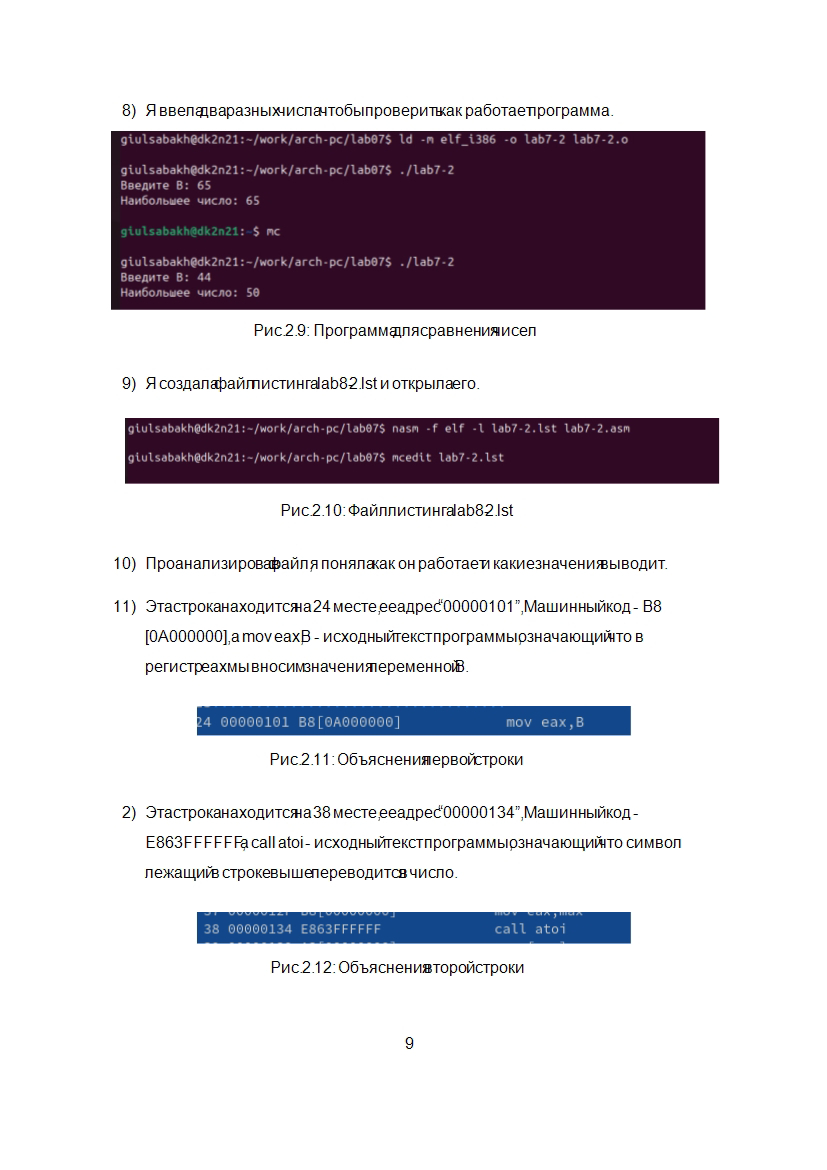 8) Я ввела два разных числа чтобы проверить как работает программа.
giulsabakh@dk2n21:~/work/arch-pc/lab07$ ld -m elf_i386 -o lab7-2 lab7-2.o
giulsabakh@dk2n21:~/work/arch-pc/lab07$ ./lab7-2
Введите B: 65
Наибольшее число: 65
giulsabakh@dk2n21:~$ mc
giulsabakh@dk2n21:~/work/arch-pc/lab07$ ./lab7-2
Введите B: 44
Наибольшее число: 50
Рис.2.9: Программа для сравнения чисел
9) Я создала файл листинга lab8-2.lst и открыла его.
giulsabakh@dk2n21:~/work/arch-pc/lab07$ nasm -f elf -l lab7-2.lst lab7-2.asm
giulsabakh@dk2n21:~/work/arch-pc/lab07$ mcedit lab7-2.lst
Рис.2.10: Файл листинга lab8-2.lst
10) Проанализировав файл, я поняла как он работает и какие значения выводит.
11) Эта строка находится на 24 месте, ее адрес “00000101”, Машинный код - B8
[0A000000], а mov eax,B - исходный текст программы, означающий что в
регистр eax мы вносим значения переменной B.
24 00000101 B8[0A000000] mov eax,B
Рис.2.11: Объяснения первой строки
2) Эта строка находится на 38 месте, ее адрес “00000134”, Машинный код -
E863FFFFFF, а call atoi - исходный текст программы, означающий что символ
лежащий в строке выше переводится в число.
37 0000012F B8[00000000] mov eax,max
38 00000134 E863FFFFFF call atoi
Рис.2.12: Объяснения второй строки
9